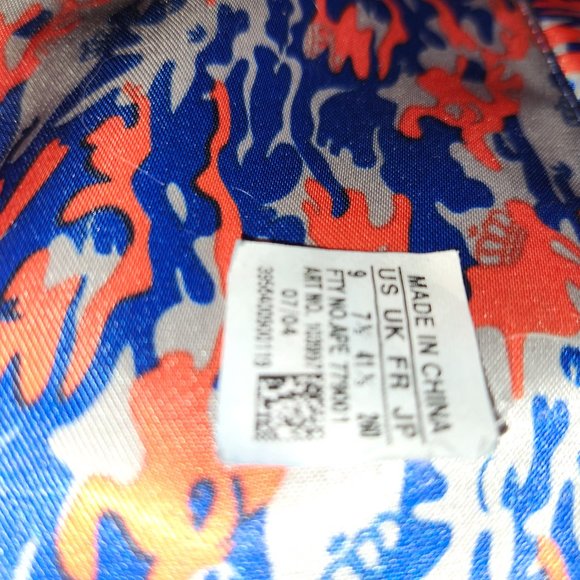 MADE IN CHINA
US UK FR JP
9 7½ 41⅓ 260
FTY NO.APE 779001
ART NO.
07/04